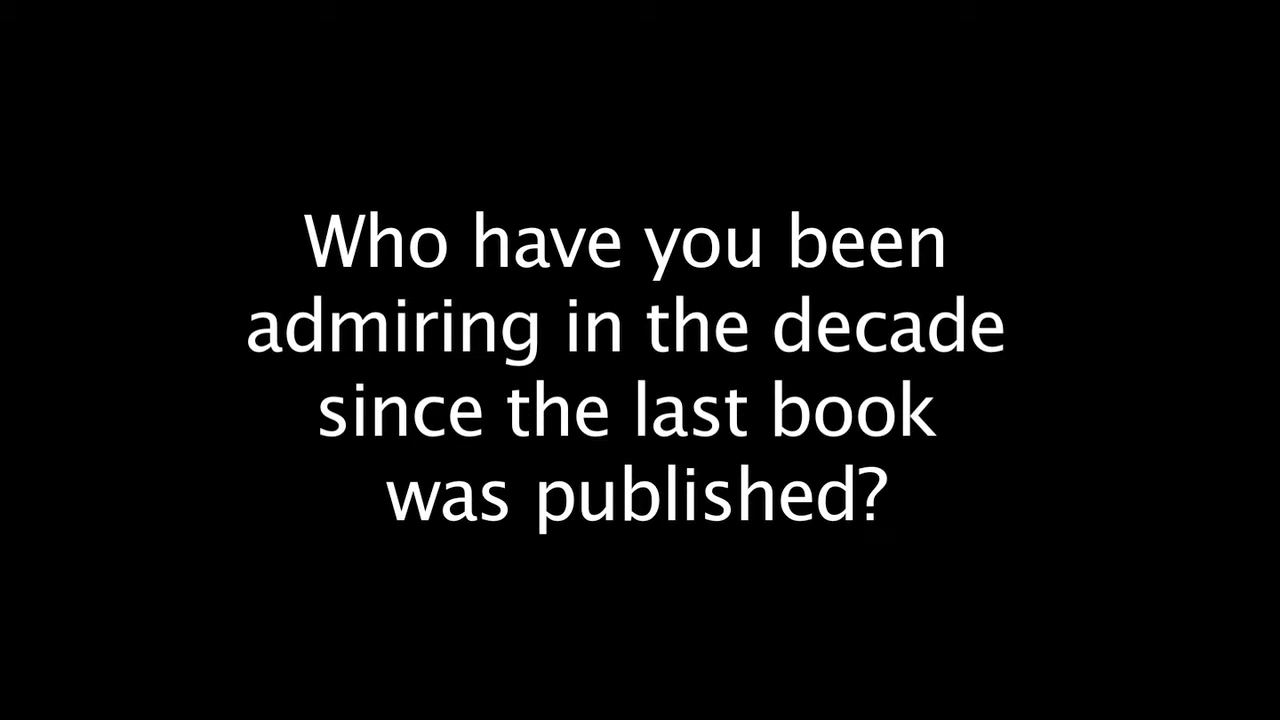 Who have you been
admiring in the decade
since the last book
was published?